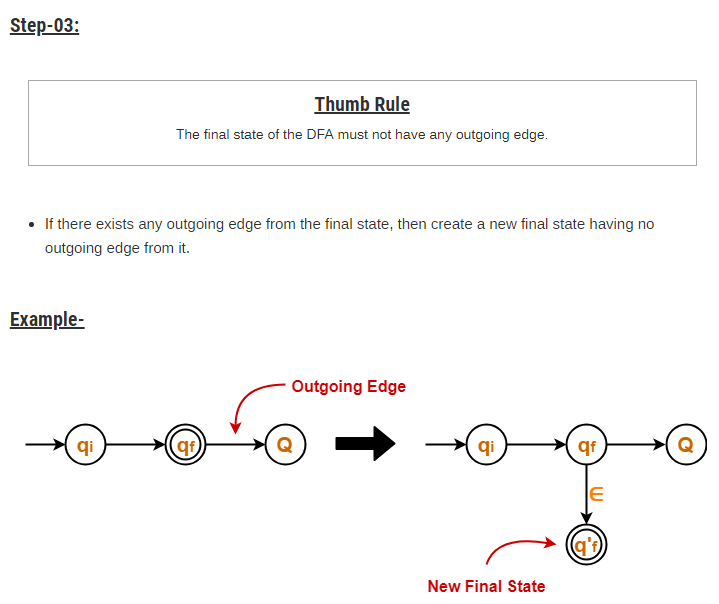 Step-03:
Thumb Rule
The final state of the DFA must not have any outgoing edge.
• If there exists any outgoing edge from the final state, then create a new final state having no
outgoing edge from it.
Example-
Outgoing Edge
qi qf Q qi qf Q
∈
q'f
New Final State